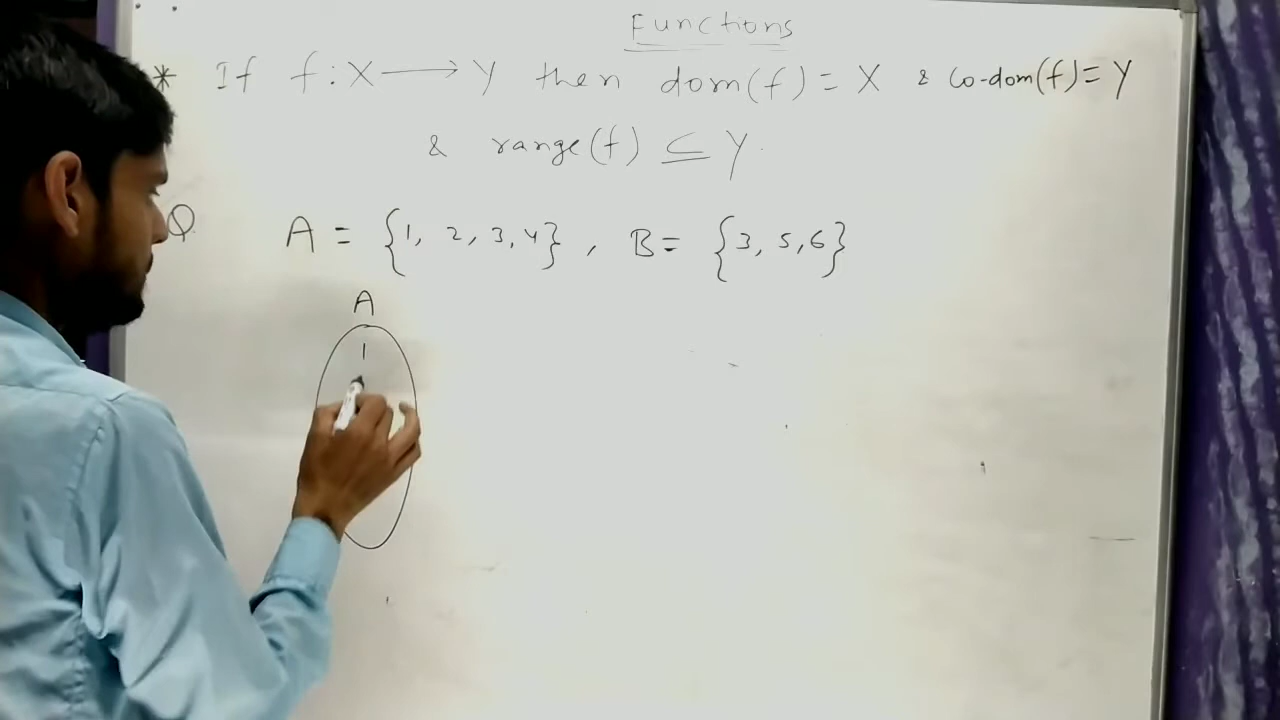 Functions
* If f : X ⟶ Y then dom(f) = X & Co-dom(f) = Y
& range(f) ⊆ Y.
Q A = {1, 2, 3, 4} , B = {3, 5, 6}
A
1